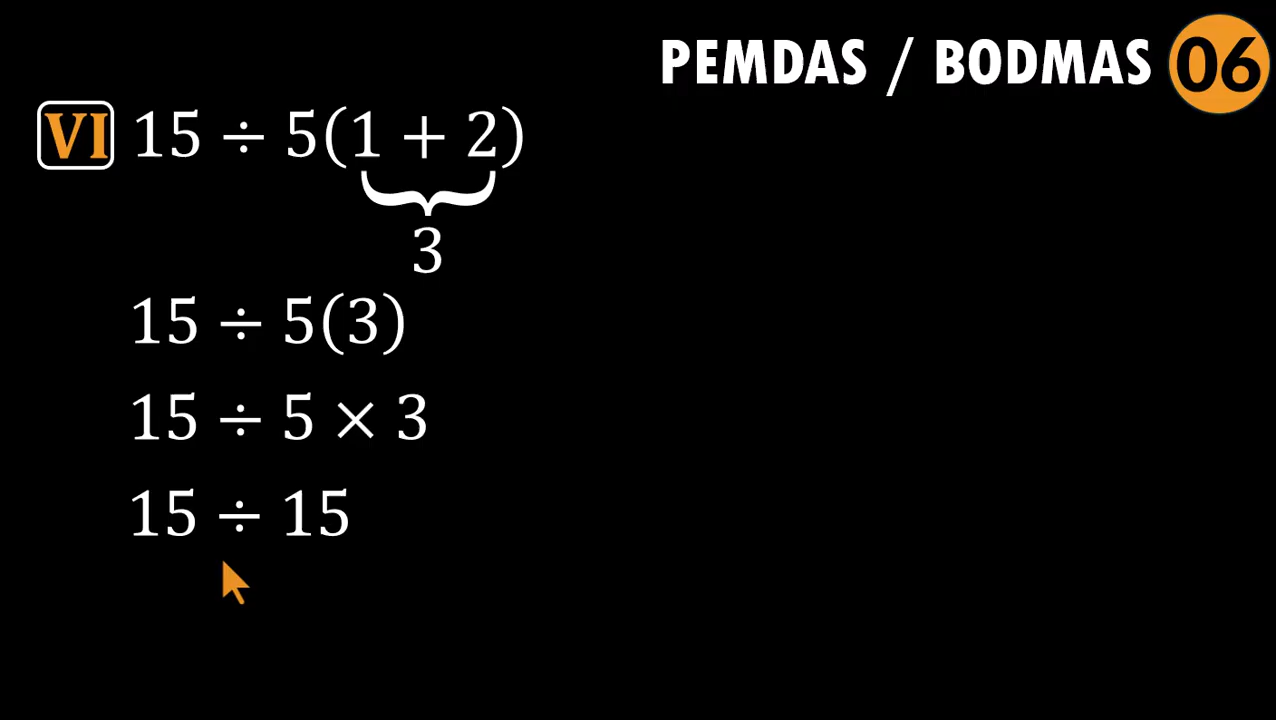 PEMDAS / BODMAS 06
VI 15 ÷ 5(1 + 2)
3
15 ÷ 5(3)
15 ÷ 5 × 3
15 ÷ 15